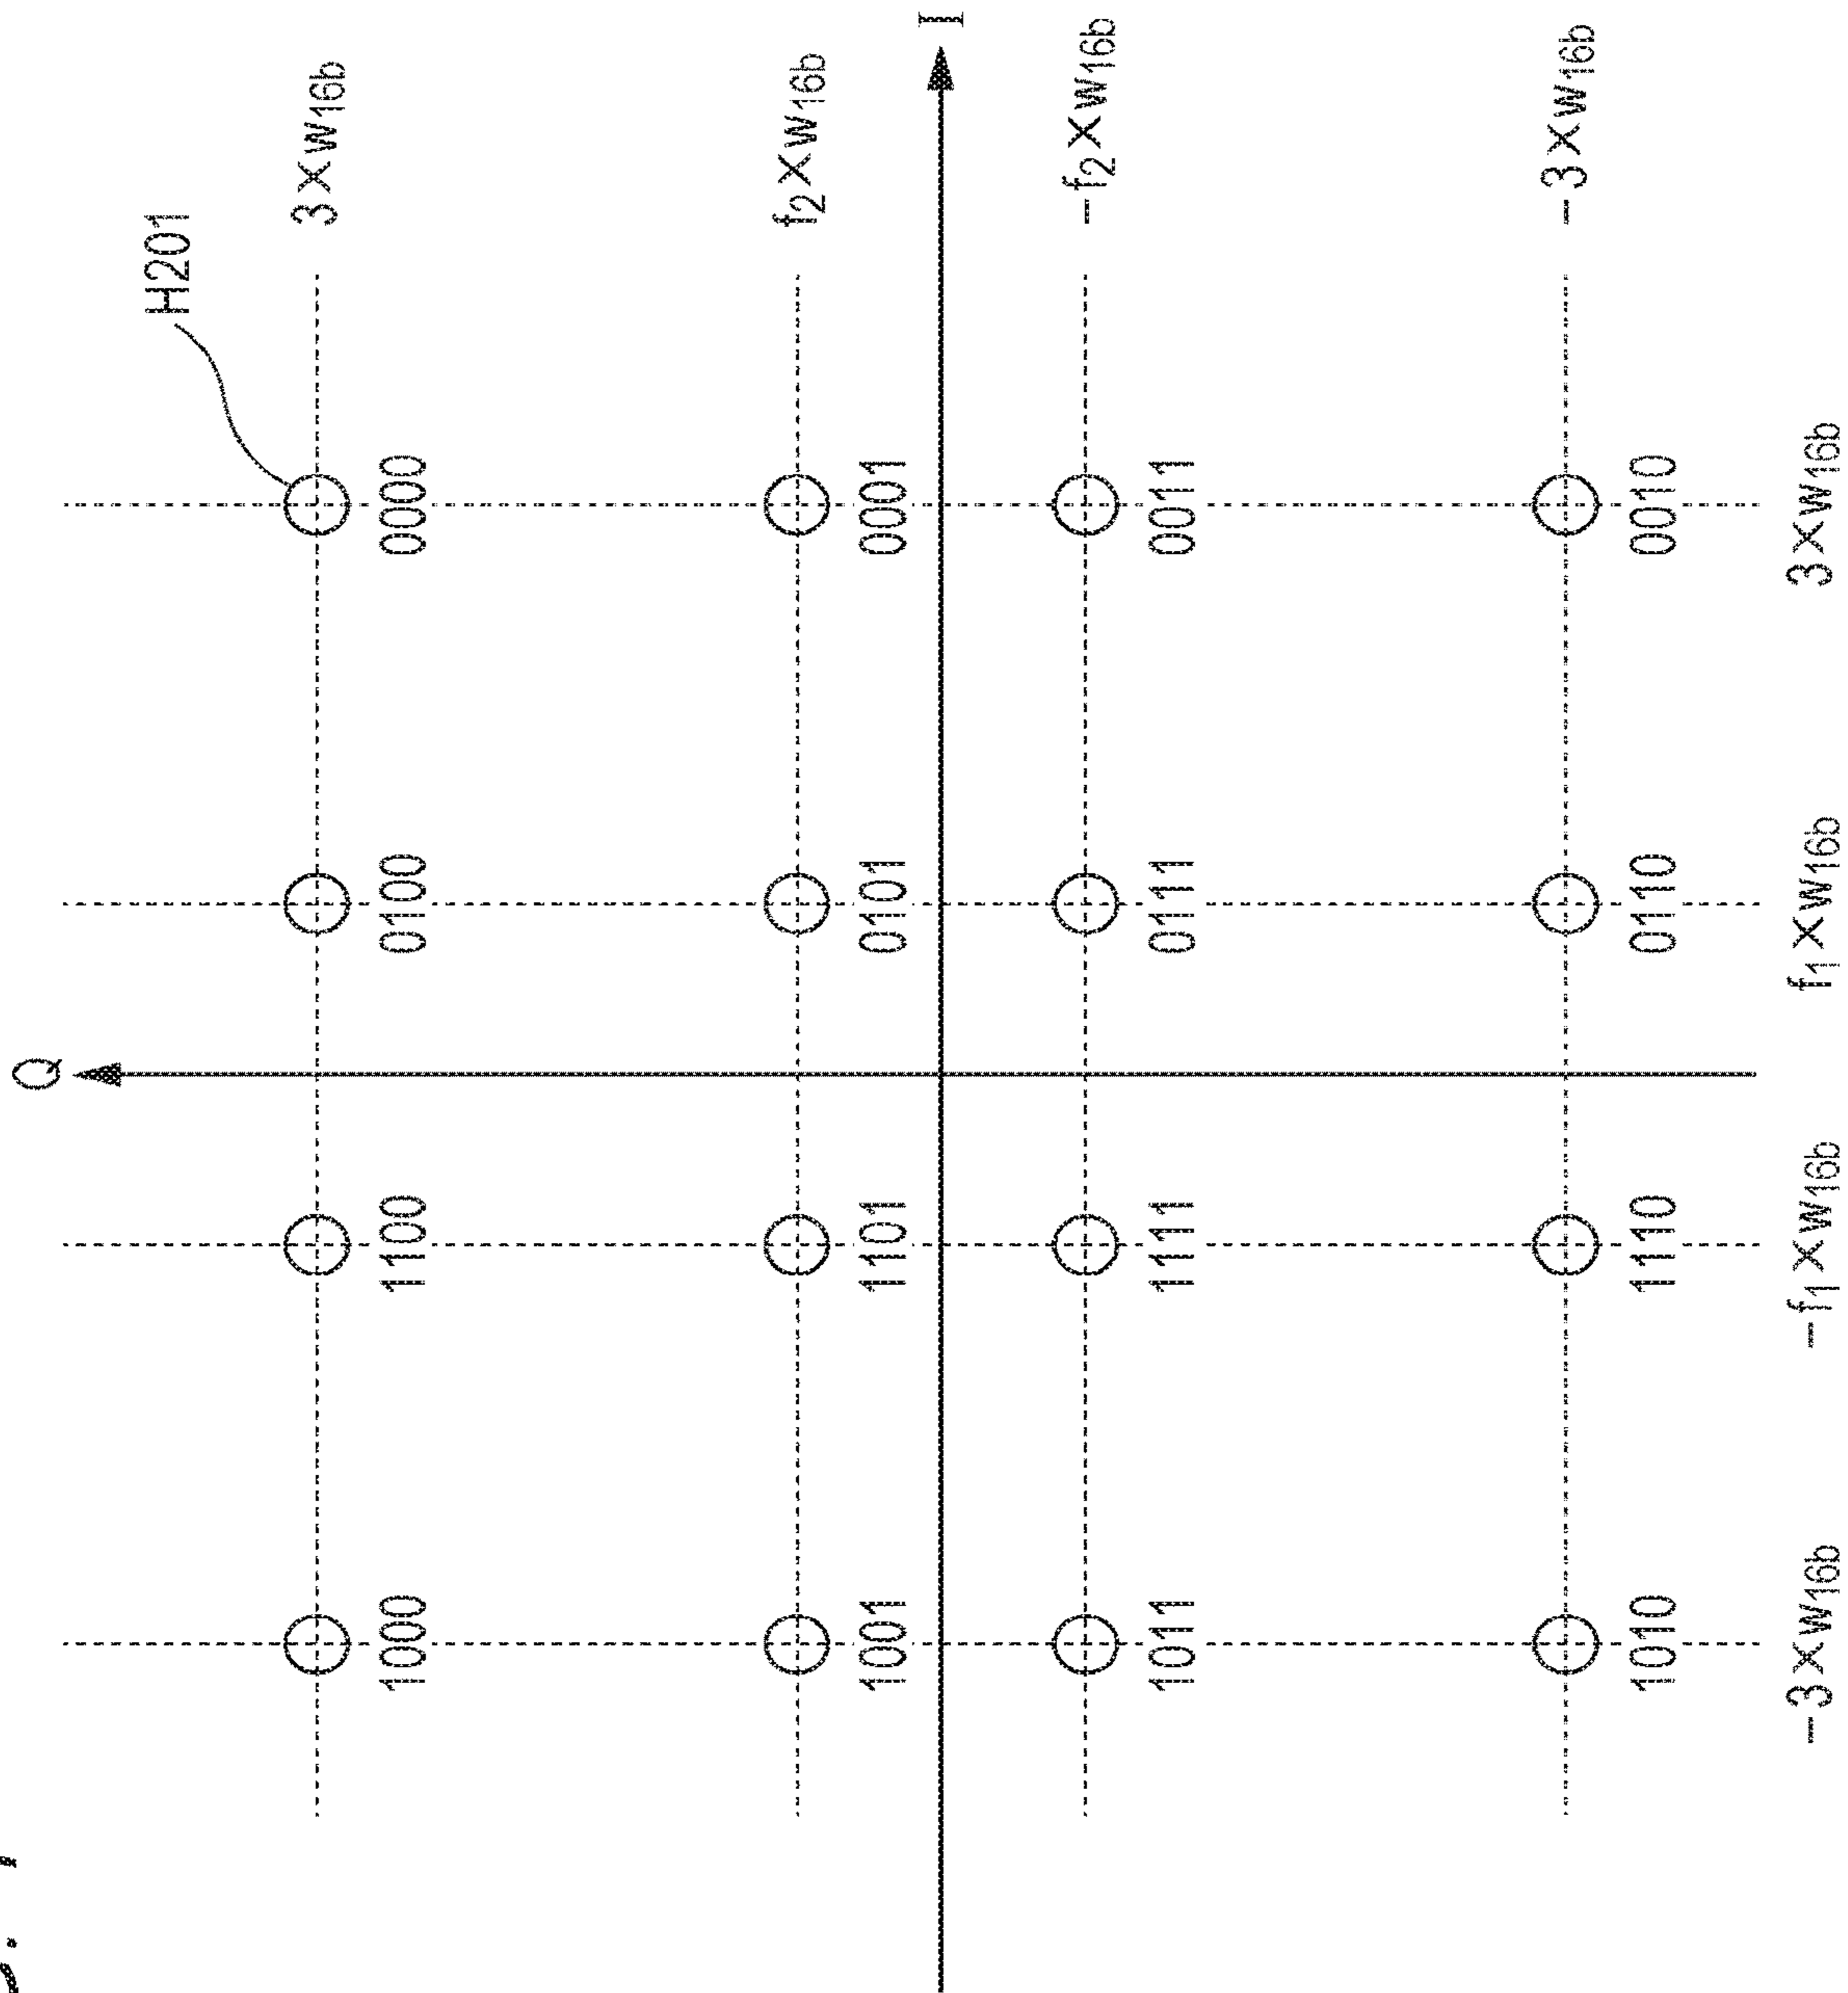 Q
H201
1000 1100 0100 0000 3×w16b
1001 1101 0101 0001 f2×w16b
I
1011 1111 0111 0011 −f2×w16b
1010 1110 0110 0010 −3×w16b
−3×w16b −f1×w16b f1×w16b 3×w16b